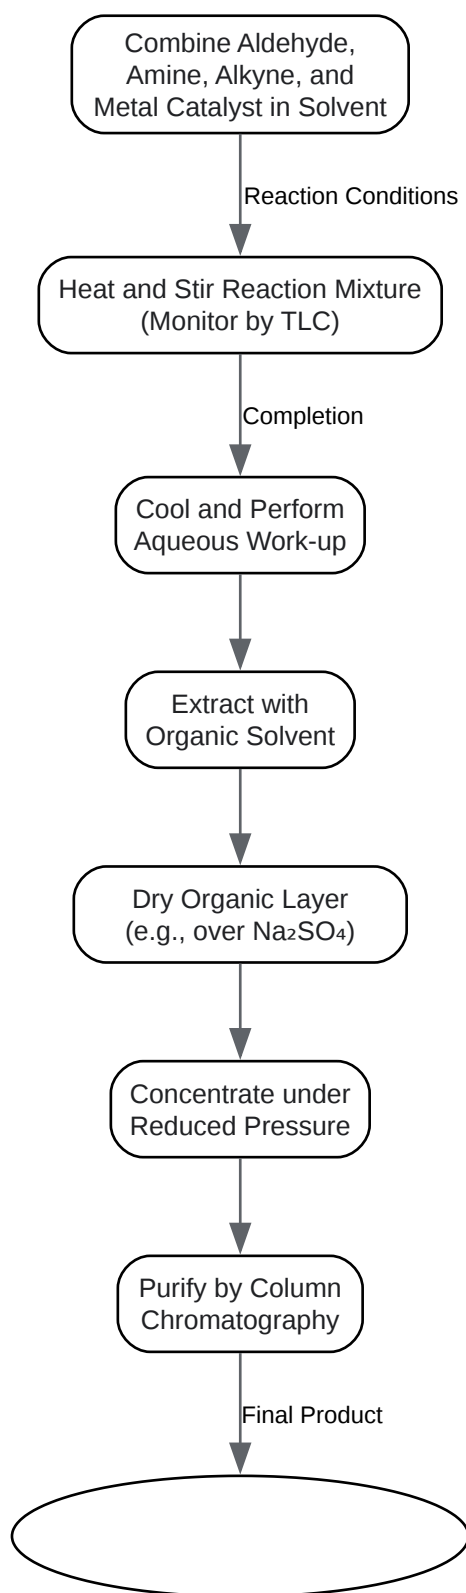 Combine Aldehyde,
Amine, Alkyne, and
Metal Catalyst in Solvent
Reaction Conditions
Heat and Stir Reaction Mixture
(Monitor by TLC)
Completion
Cool and Perform
Aqueous Work-up
Extract with
Organic Solvent
Dry Organic Layer
(e.g., over Na₂SO₄)
Concentrate under
Reduced Pressure
Purify by Column
Chromatography
Final Product